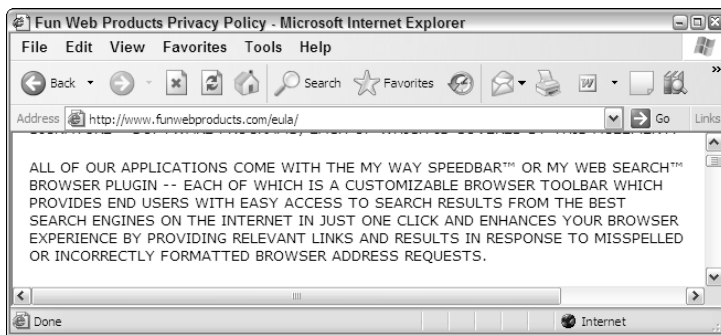 Fun Web Products Privacy Policy - Microsoft Internet Explorer
File Edit View Favorites Tools Help
Back Search Favorites W »
Address http://www.funwebproducts.com/eula/ Go Links
ALL OF OUR APPLICATIONS COME WITH THE MY WAY SPEEDBAR™ OR MY WEB SEARCH™
BROWSER PLUGIN -- EACH OF WHICH IS A CUSTOMIZABLE BROWSER TOOLBAR WHICH
PROVIDES END USERS WITH EASY ACCESS TO SEARCH RESULTS FROM THE BEST
SEARCH ENGINES ON THE INTERNET IN JUST ONE CLICK AND ENHANCES YOUR BROWSER
EXPERIENCE BY PROVIDING RELEVANT LINKS AND RESULTS IN RESPONSE TO MISSPELLED
OR INCORRECTLY FORMATTED BROWSER ADDRESS REQUESTS.
Done Internet